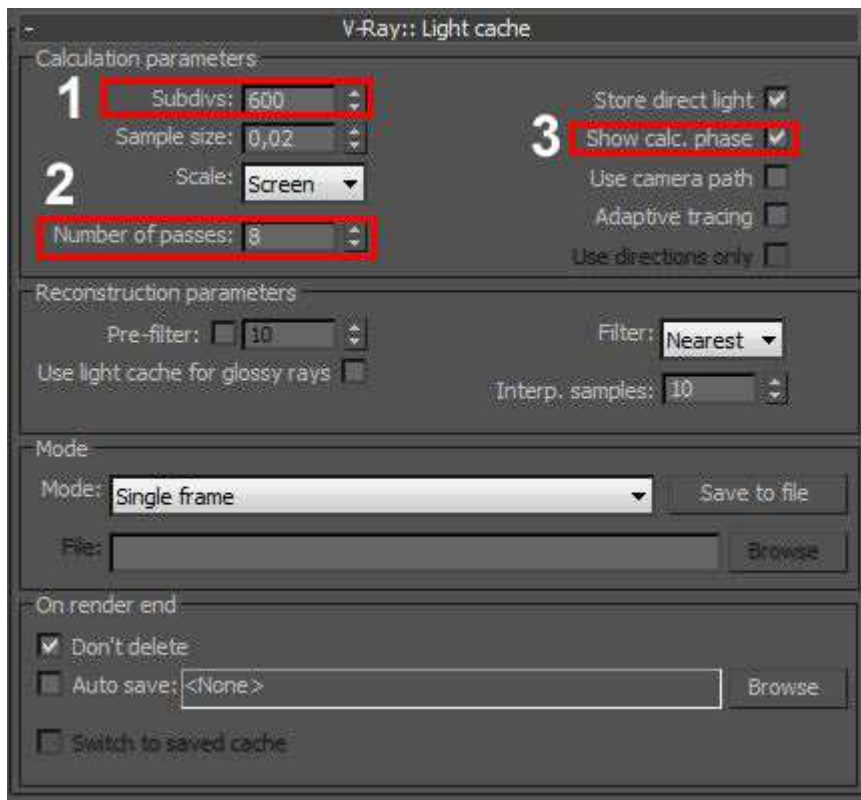 - V-Ray:: Light cache
Calculation parameters
1 Subdivs: 600 Store direct light
Sample size: 0,02 3 Show calc. phase
2 Scale: Screen Use camera path
Adaptive tracing
Number of passes: 8 Use directions only
Reconstruction parameters
Pre-filter: 10 Filter: Nearest
Use light cache for glossy rays Interp. samples: 10
Mode
Mode: Single frame Save to file
File: Browse
On render end
Don't delete
Auto save: <None> Browse
Switch to saved cache